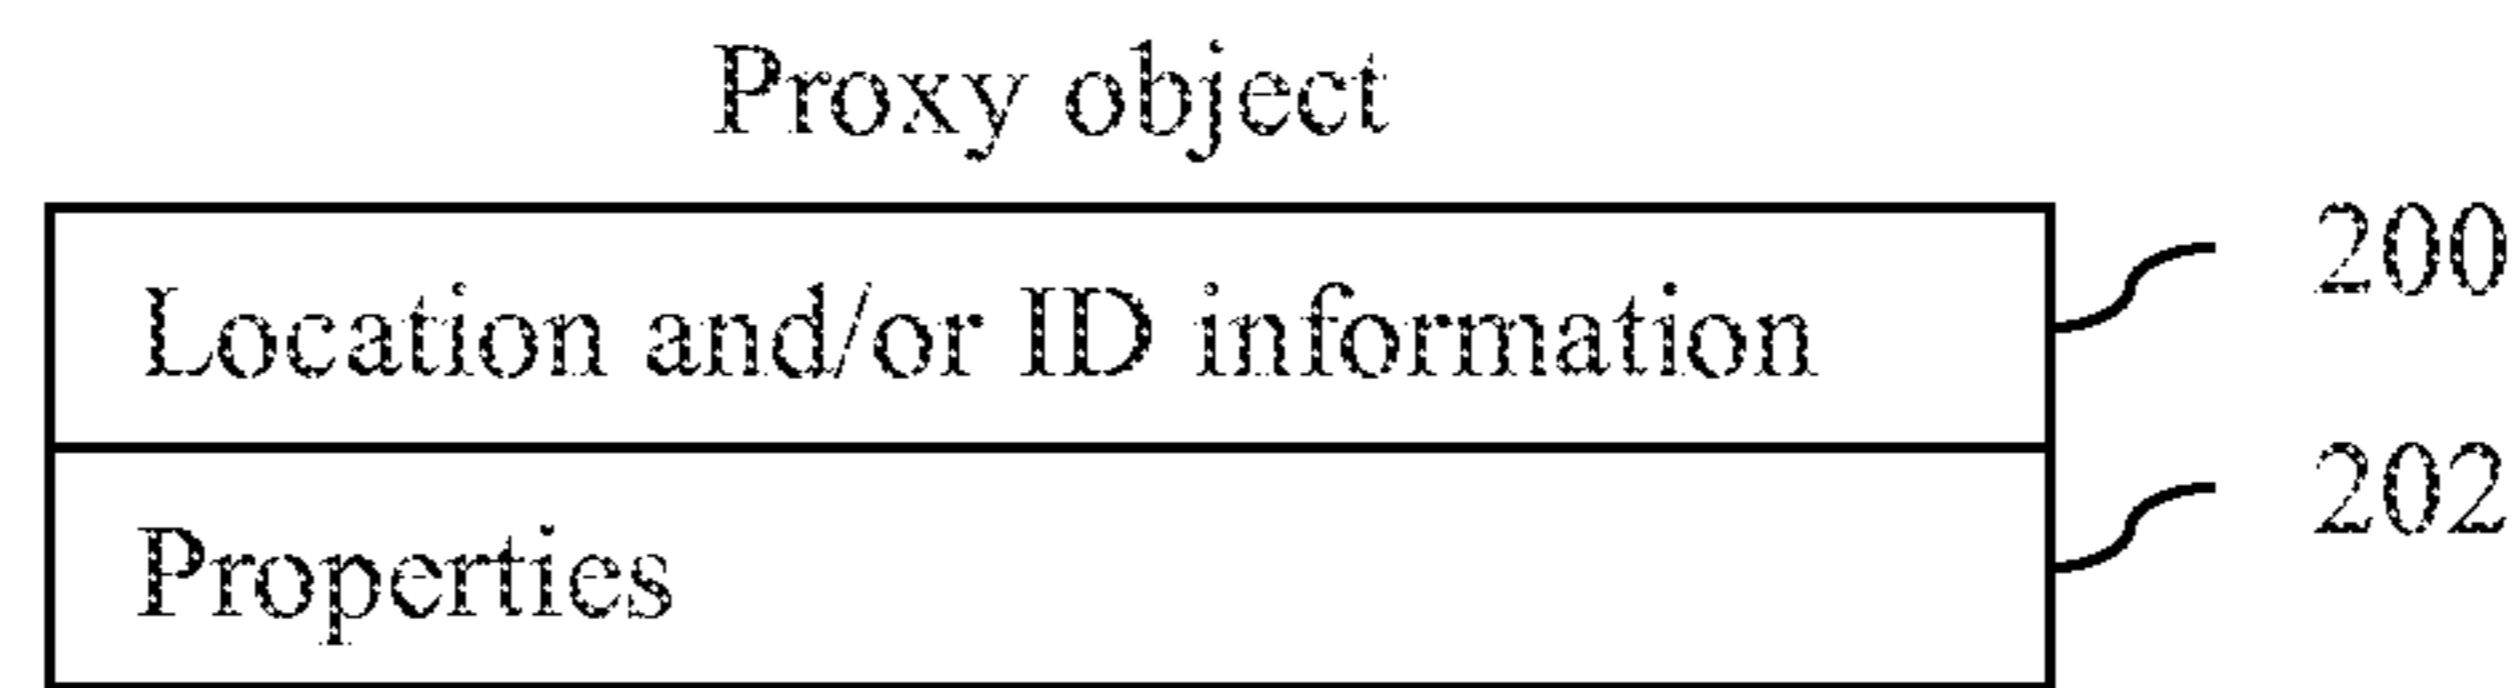 Proxy object
200
Location and/or ID information
202
Properties